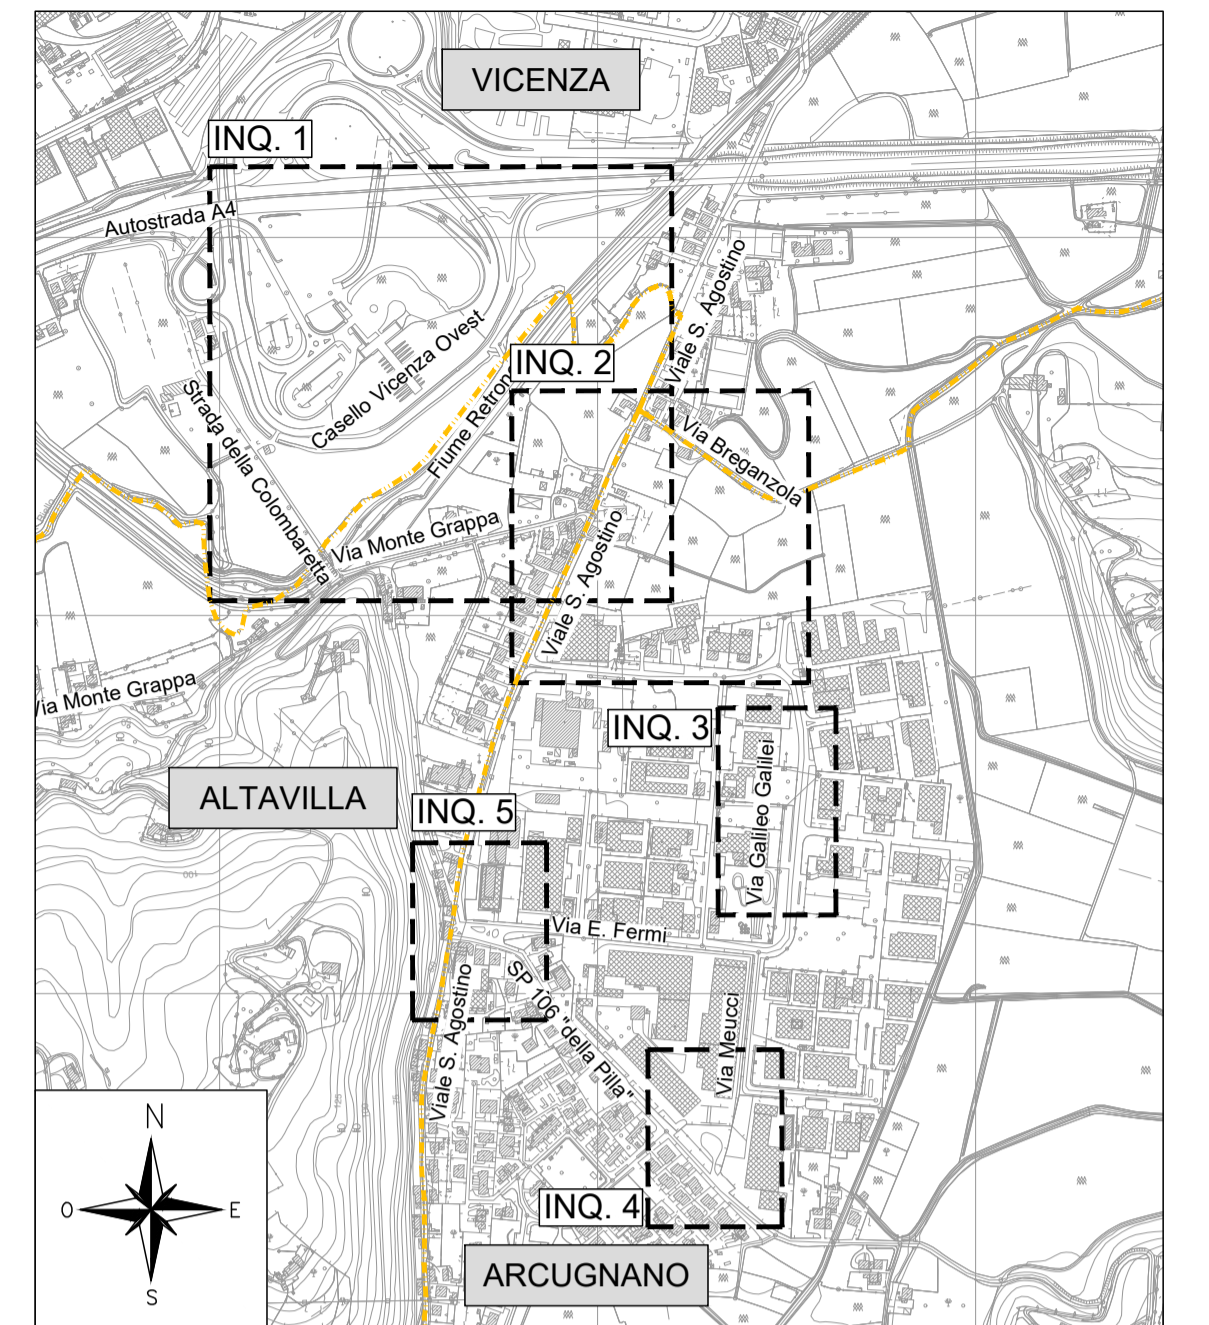 VICENZA
INQ. 1
Autostrada A4
Viale S. Agostino
Casello Vicenza Ovest
INQ. 2
Fiume Retrone
Strada della Colombaretta
Via Breganzola
Via Monte Grappa
Viale S. Agostino
Via Monte Grappa
INQ. 3
ALTAVILLA
Via Galileo Galilei
INQ. 5
100
Via E. Fermi
SP 106 "della Pilla"
Viale S. Agostino
Via Meucci
N
O
E
S
INQ. 4
ARCUGNANO